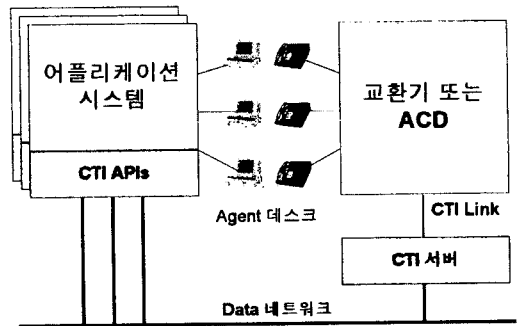 어플리케이션
시스템
CTI APIs
교환기 또는
ACD
Agent 데스크
CTI Link
CTI 서버
Data 네트워크